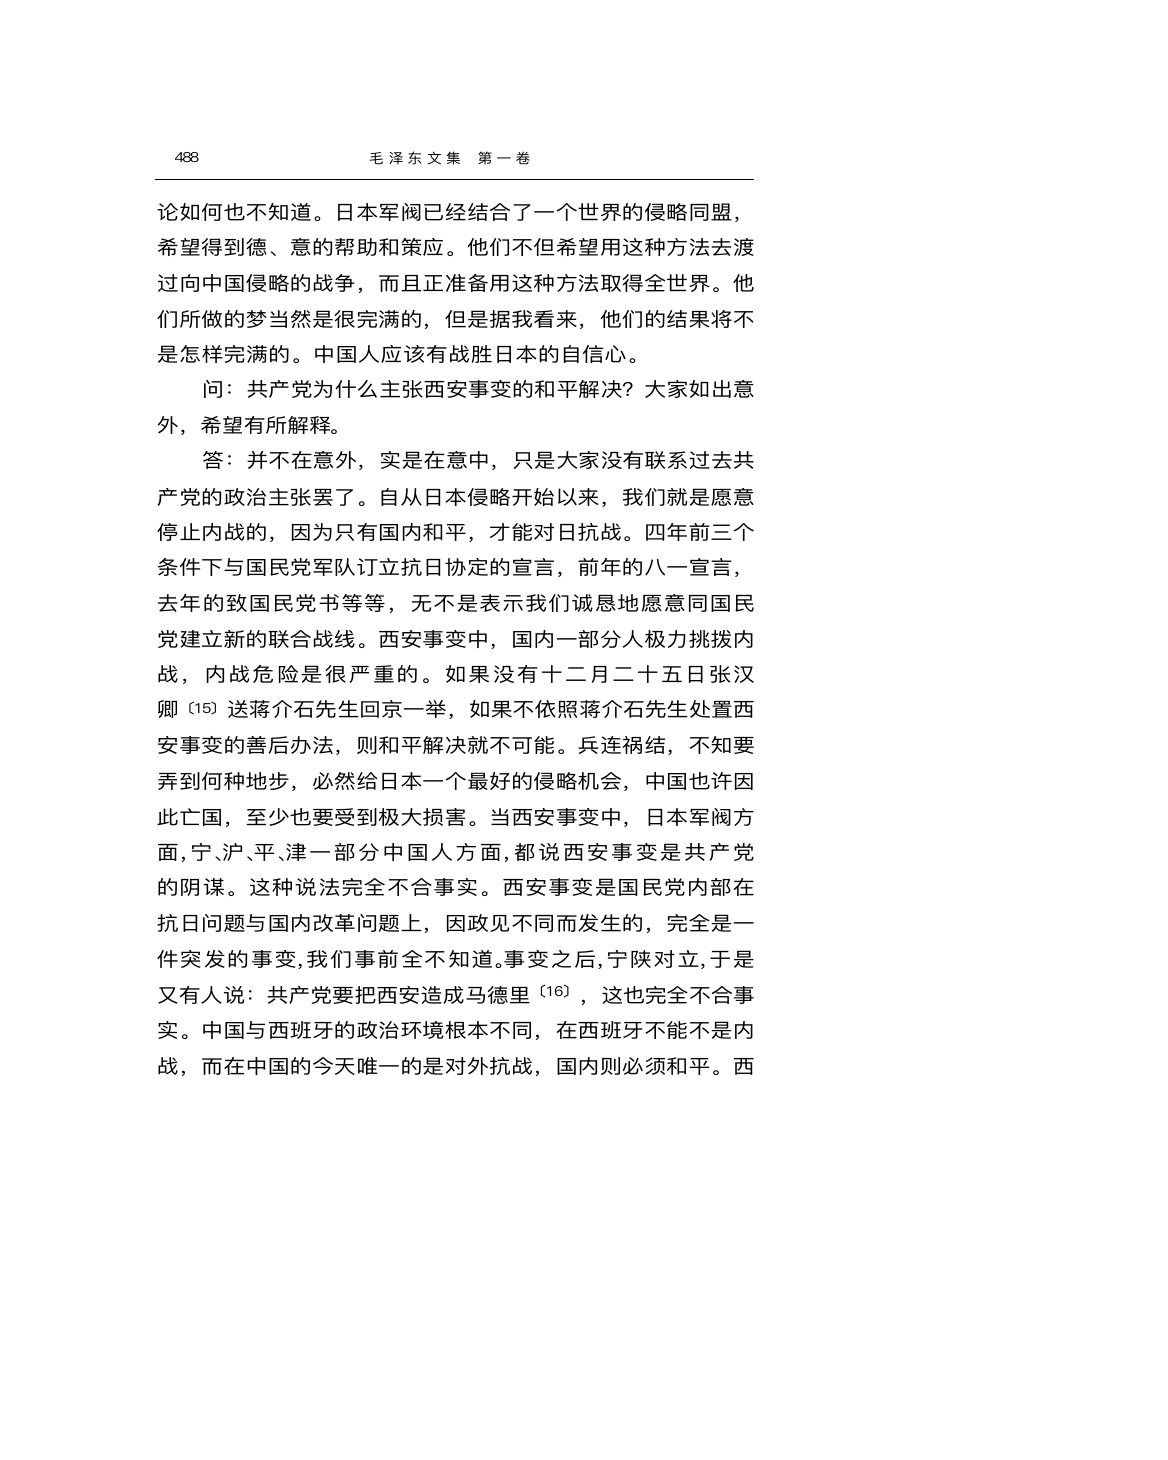 488 毛泽东文集 第一卷
论如何也不知道。日本军阀已经结合了一个世界的侵略同盟，
希望得到德、意的帮助和策应。他们不但希望用这种方法去渡
过向中国侵略的战争，而且正准备用这种方法取得全世界。他
们所做的梦当然是很完满的，但是据我看来，他们的结果将不
是怎样完满的。中国人应该有战胜日本的自信心。
问：共产党为什么主张西安事变的和平解决？大家如出意
外，希望有所解释。
答：并不在意外，实是在意中，只是大家没有联系过去共
产党的政治主张罢了。自从日本侵略开始以来，我们就是愿意
停止内战的，因为只有国内和平，才能对日抗战。四年前三个
条件下与国民党军队订立抗日协定的宣言，前年的八一宣言，
去年的致国民党书等等，无不是表示我们诚恳地愿意同国民
党建立新的联合战线。西安事变中，国内一部分人极力挑拨内
战，内战危险是很严重的。如果没有十二月二十五日张汉
卿〔15〕送蒋介石先生回京一举，如果不依照蒋介石先生处置西
安事变的善后办法，则和平解决就不可能。兵连祸结，不知要
弄到何种地步，必然给日本一个最好的侵略机会，中国也许因
此亡国，至少也要受到极大损害。当西安事变中，日本军阀方
面，宁、沪、平、津一部分中国人方面，都说西安事变是共产党
的阴谋。这种说法完全不合事实。西安事变是国民党内部在
抗日问题与国内改革问题上，因政见不同而发生的，完全是一
件突发的事变，我们事前全不知道。事变之后，宁陕对立，于是
又有人说：共产党要把西安造成马德里〔16〕，这也完全不合事
实。中国与西班牙的政治环境根本不同，在西班牙不能不是内
战，而在中国的今天唯一的是对外抗战，国内则必须和平。西